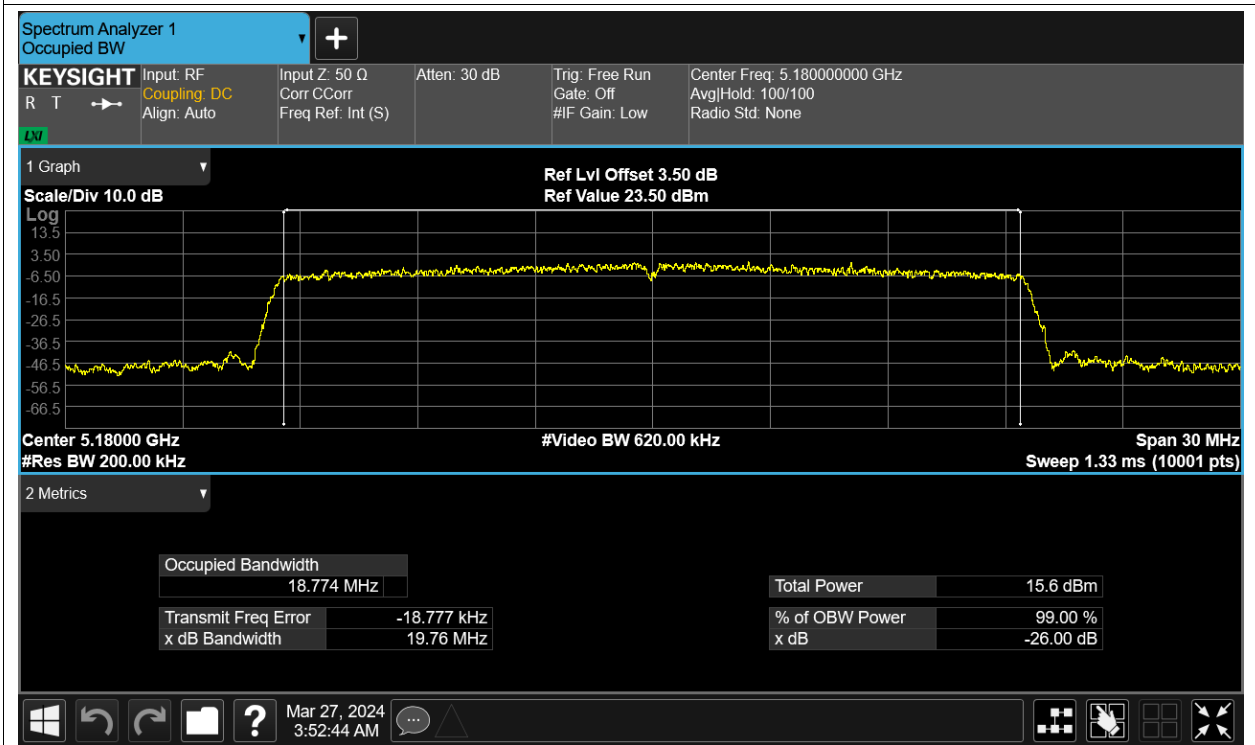 Spectrum Analyzer 1
Occupied BW
KEYSIGHT
R T
LXI
Input: RF
Coupling: DC
Align: Auto
Input Z: 50 Ω
Corr CCorr
Freq Ref: Int (S)
Atten: 30 dB
Trig: Free Run
Gate: Off
#IF Gain: Low
Center Freq: 5.180000000 GHz
Avg|Hold: 100/100
Radio Std: None
1 Graph
Scale/Div 10.0 dB
Ref Lvl Offset 3.50 dB
Ref Value 23.50 dBm
Log
13.5
3.50
-6.50
-16.5
-26.5
-36.5
-46.5
-56.5
-66.5
Center 5.18000 GHz
#Video BW 620.00 kHz
Span 30 MHz
#Res BW 200.00 kHz
Sweep 1.33 ms (10001 pts)
2 Metrics
Occupied Bandwidth
18.774 MHz
Transmit Freq Error -18.777 kHz
x dB Bandwidth 19.76 MHz
Total Power 15.6 dBm
% of OBW Power 99.00 %
x dB -26.00 dB
?
Mar 27, 2024
3:52:44 AM